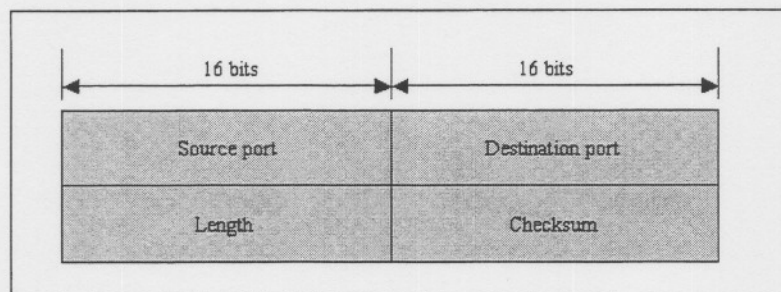 16 bits 16 bits
Source port Destination port
Length Checksum